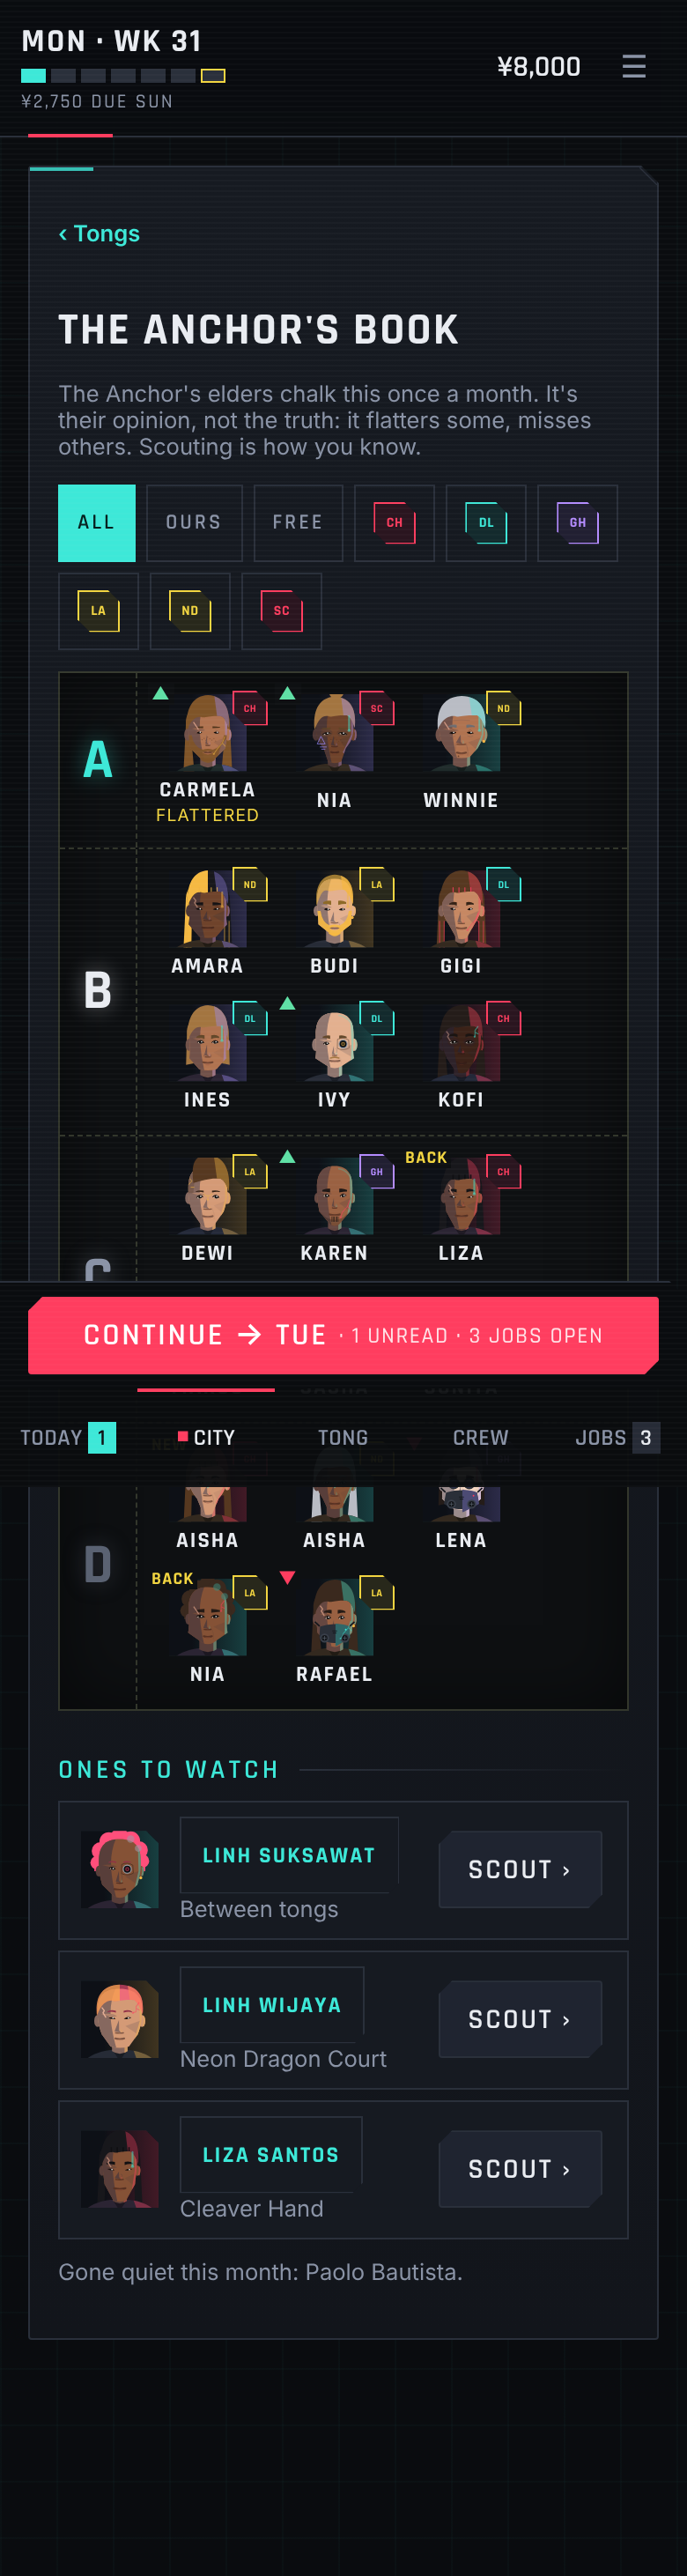 MON · WK 31
¥2,750 DUE SUN
¥8,000
‹ Tongs
THE ANCHOR'S BOOK
The Anchor's elders chalk this once a month. It's
their opinion, not the truth: it flatters some, misses
others. Scouting is how you know.
ALL OURS FREE CH DL GH
LA ND SC
A
CH SC ND
CARMELA NIA WINNIE
FLATTERED
B
ND LA DL
AMARA BUDI GIGI
DL DL CH
INES IVY KOFI
C
LA GH BACK CH
DEWI KAREN LIZA
CONTINUE → TUE · 1 UNREAD · 3 JOBS OPEN
TODAY 1 CITY TONG CREW JOBS 3
D
AISHA AISHA LENA
BACK LA LA
NIA RAFAEL
ONES TO WATCH
LINH SUKSAWAT
Between tongs
SCOUT ›
LINH WIJAYA
Neon Dragon Court
SCOUT ›
LIZA SANTOS
Cleaver Hand
SCOUT ›
Gone quiet this month: Paolo Bautista.